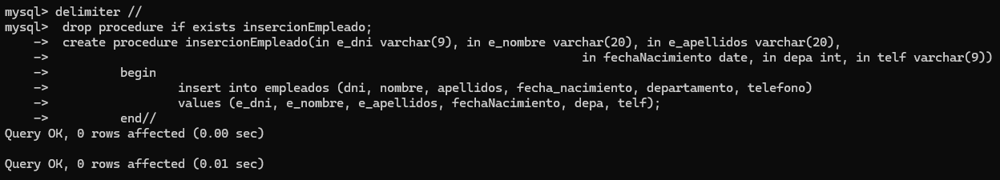 mysql> delimiter //
mysql>  drop procedure if exists insercionEmpleado;
    ->  create procedure insercionEmpleado(in e_dni varchar(9), in e_nombre varchar(20), in e_apellidos varchar(20),
    ->                                                                          in fechaNacimiento date, in depa int, in telf varchar(9))
    ->          begin
    ->                  insert into empleados (dni, nombre, apellidos, fecha_nacimiento, departamento, telefono)
    ->                  values (e_dni, e_nombre, e_apellidos, fechaNacimiento, depa, telf);
    ->          end//
Query OK, 0 rows affected (0.00 sec)

Query OK, 0 rows affected (0.01 sec)